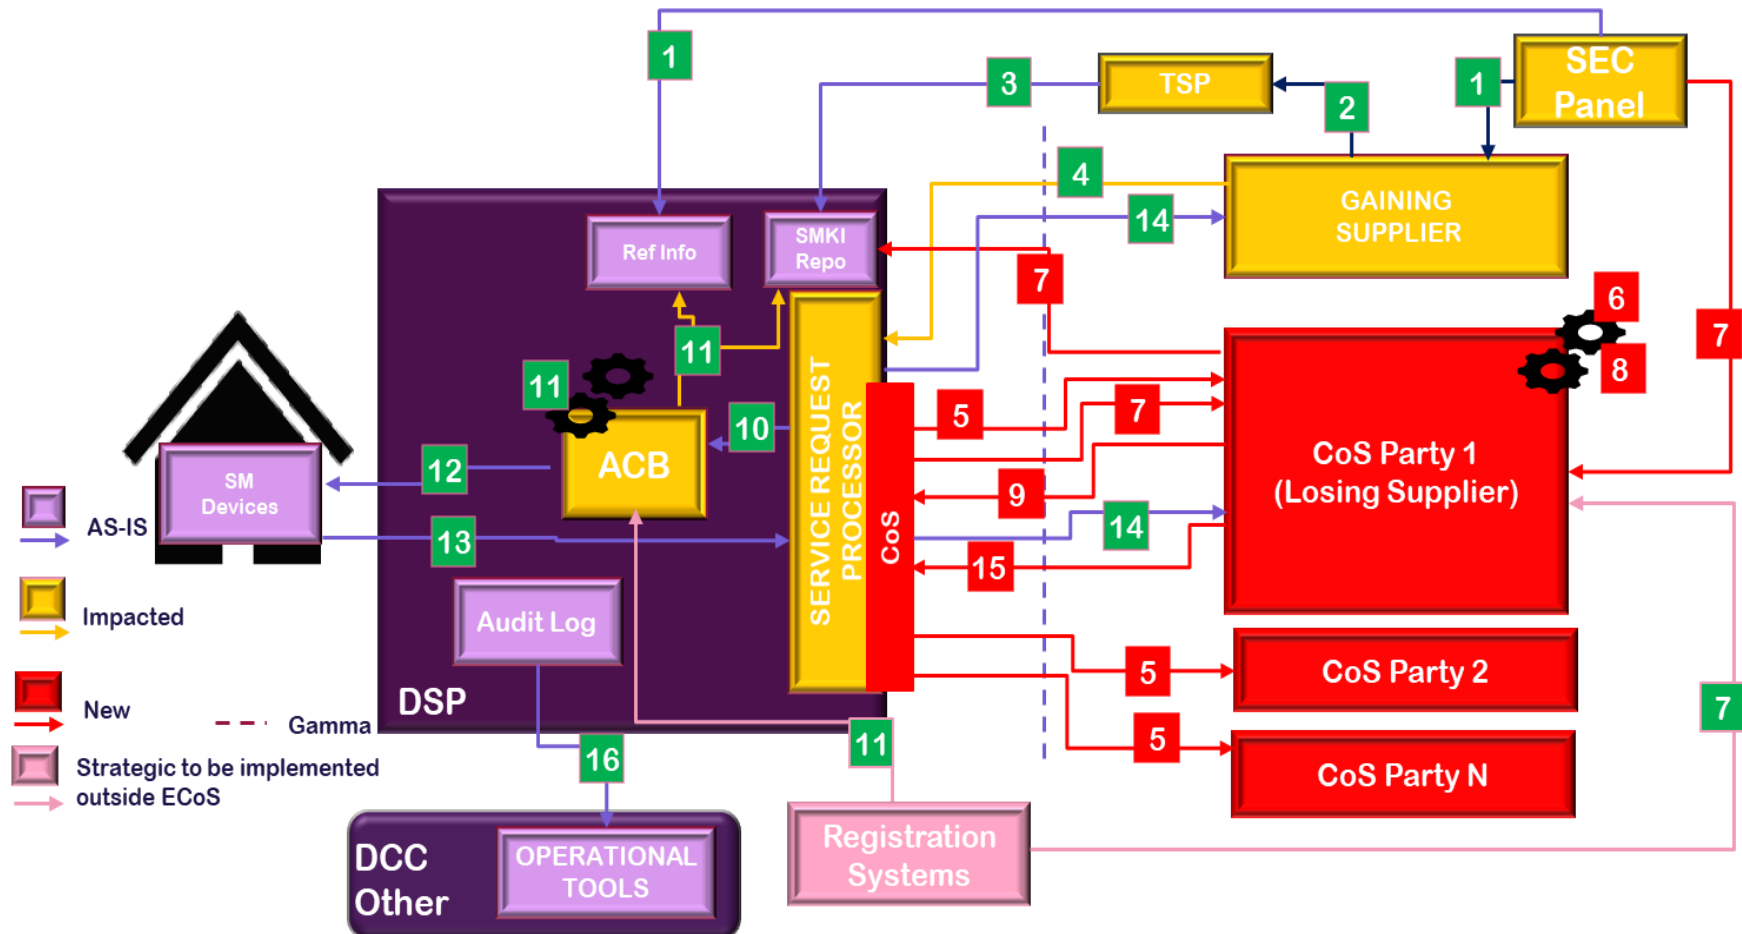 1
3
TSP
2
1
SEC
Panel
4
14
GAINING
SUPPLIER
Ref Info
SMKI
Repo
7
6
7
8
11
11
10
ACB
12
SM
Devices
13
SERVICE REQUEST
PROCESSOR
CoS
5
7
9
14
15
CoS Party 1
(Losing Supplier)
AS-IS
Impacted
New
Gamma
Strategic to be implemented
outside ECoS
Audit Log
DSP
5
CoS Party 2
5
CoS Party N
7
11
16
DCC
Other
OPERATIONAL
TOOLS
Registration
Systems